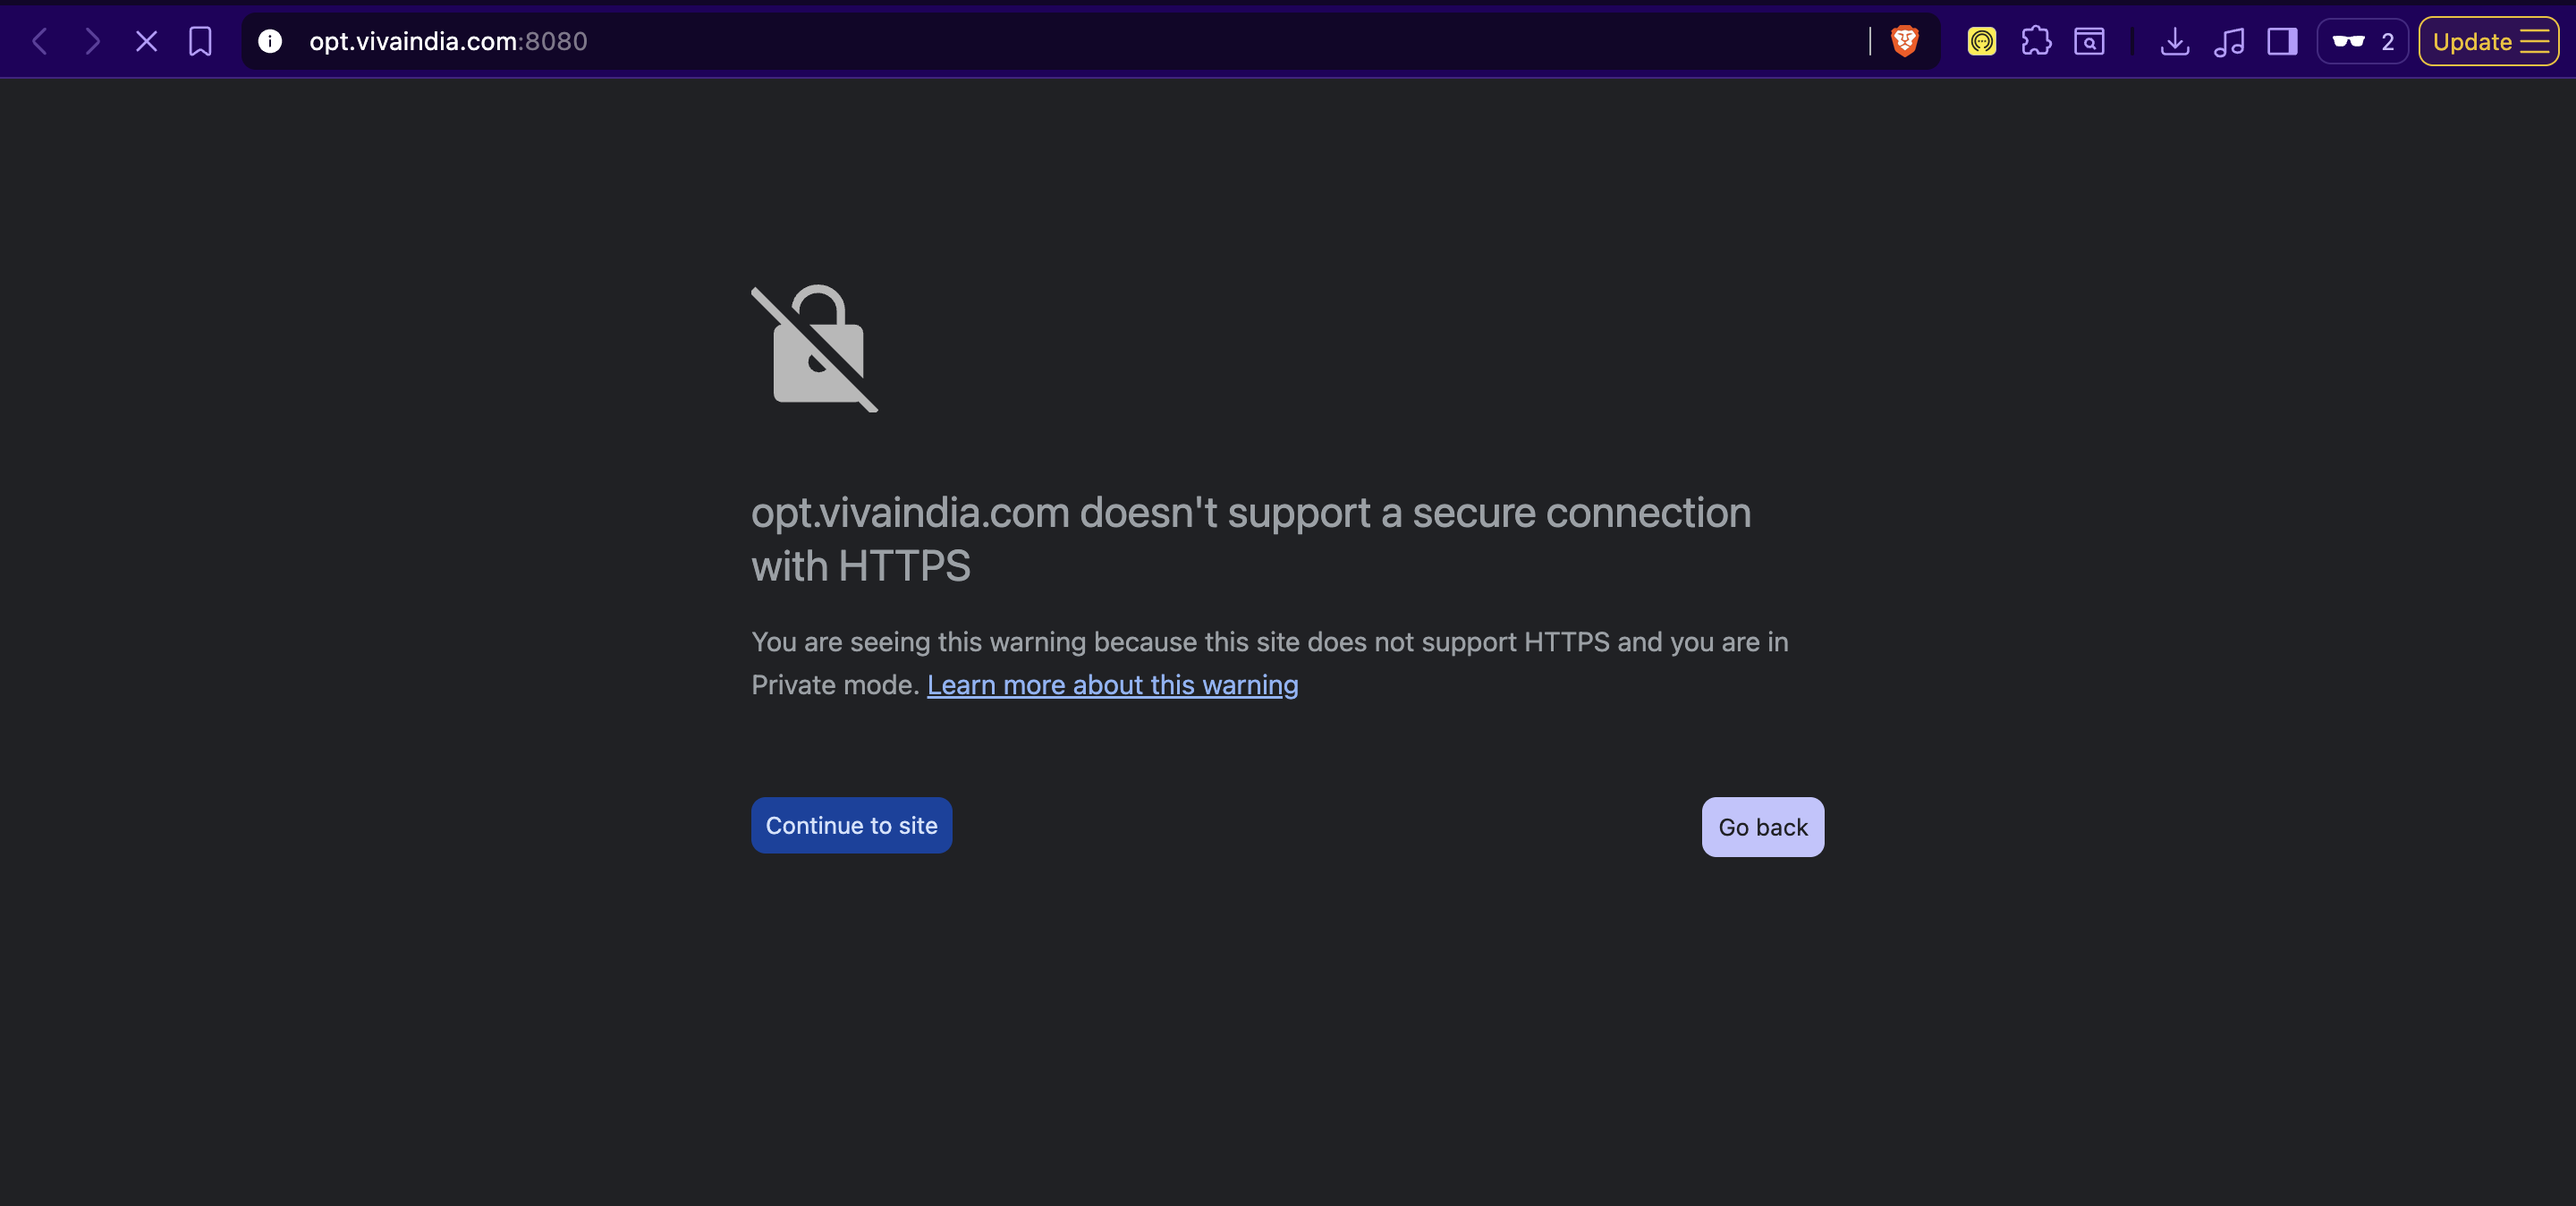 opt.vivaindia.com:8080
2
Update
opt.vivaindia.com doesn't support a secure connection
with HTTPS
You are seeing this warning because this site does not support HTTPS and you are in
Private mode. Learn more about this warning
Continue to site
Go back